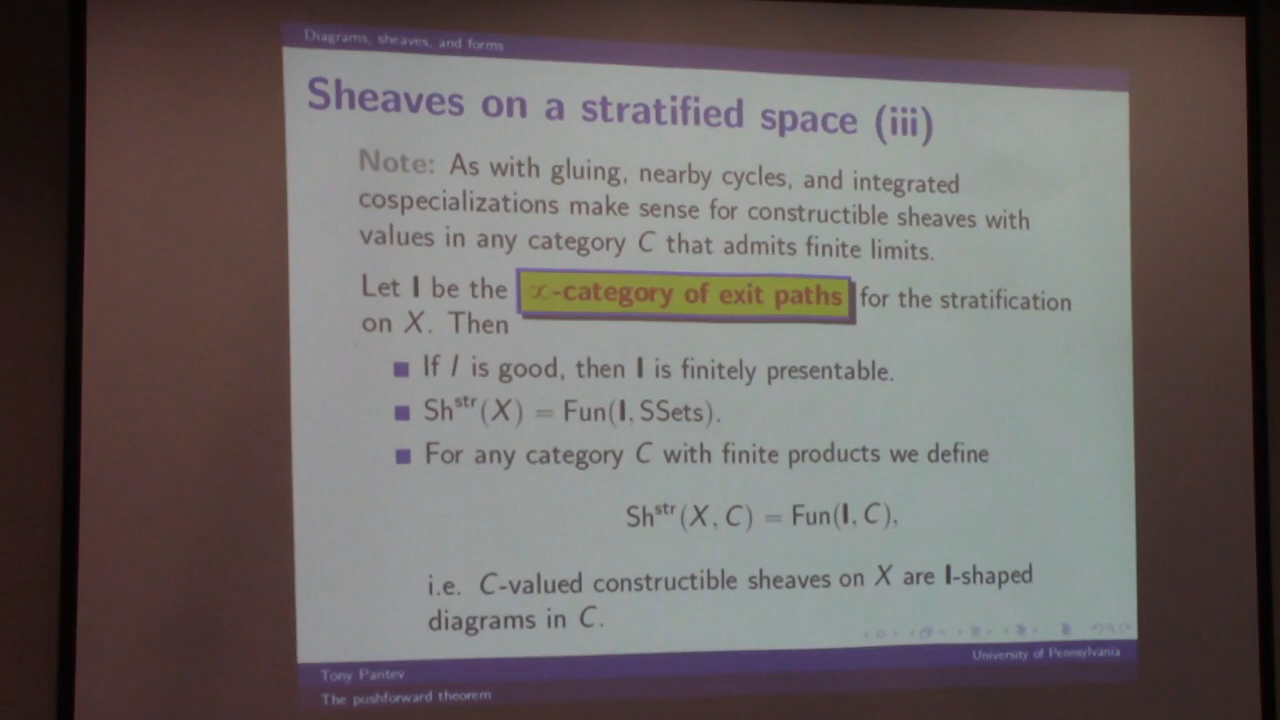 Diagrams, sheaves, and forms
Sheaves on a stratified space (iii)
Note: As with gluing, nearby cycles, and integrated
cospecializations make sense for constructible sheaves with
values in any category C that admits finite limits.
Let I be the ∞-category of exit paths for the stratification
on X. Then
If I is good, then I is finitely presentable.
Sh^str(X) = Fun(I, SSets).
For any category C with finite products we define
Sh^str(X, C) = Fun(I, C),
i.e. C-valued constructible sheaves on X are I-shaped
diagrams in C.
Tony Pantev
University of Pennsylvania
The pushforward theorem